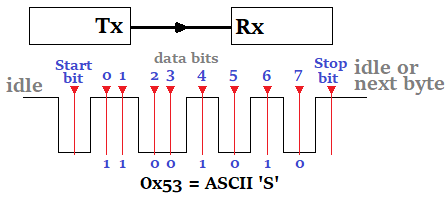 Tx Rx
Start bit data bits Stop bit
0 1 2 3 4 5 6 7
idle idle or next byte
1 1 0 0 1 0 1 0
0x53 = ASCII 'S'